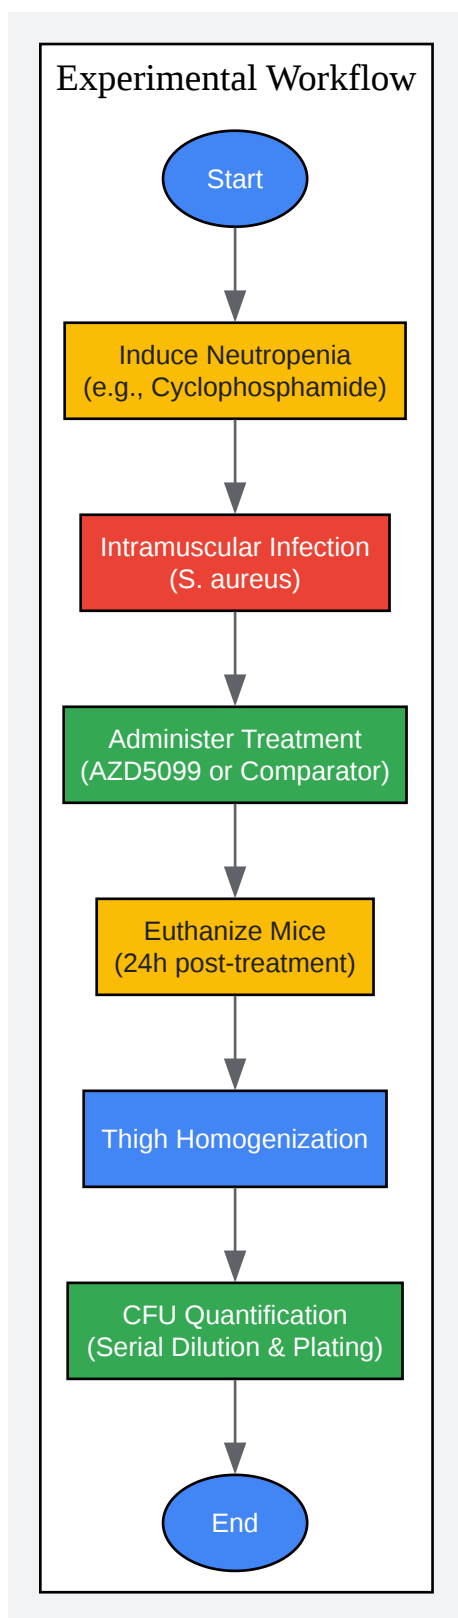 Experimental Workflow
Start
Induce Neutropenia
(e.g., Cyclophosphamide)
Intramuscular Infection
(S. aureus)
Administer Treatment
(AZD5099 or Comparator)
Euthanize Mice
(24h post-treatment)
Thigh Homogenization
CFU Quantification
(Serial Dilution & Plating)
End